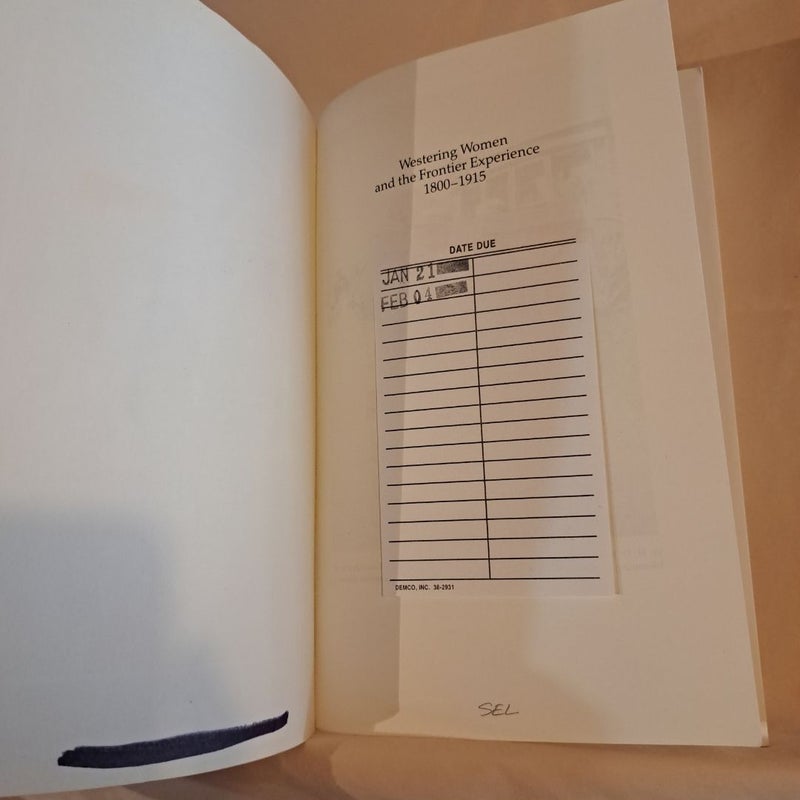 Westering Women
and the Frontier Experience
1800–1915
DATE DUE
JAN 21
FEB 04
DEMCO, INC. 38-2931
SEL